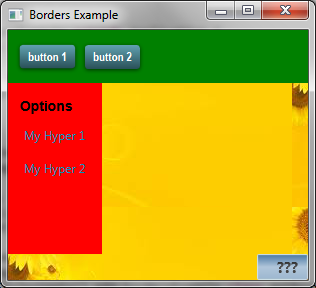 Borders Example
button 1 button 2
Options
My Hyper 1
My Hyper 2
???